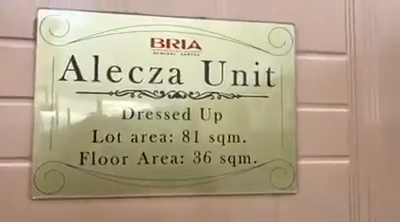 BRIA
Alecza Unit
Dressed Up
Lot area: 81 sqm.
Floor Area: 36 sqm.